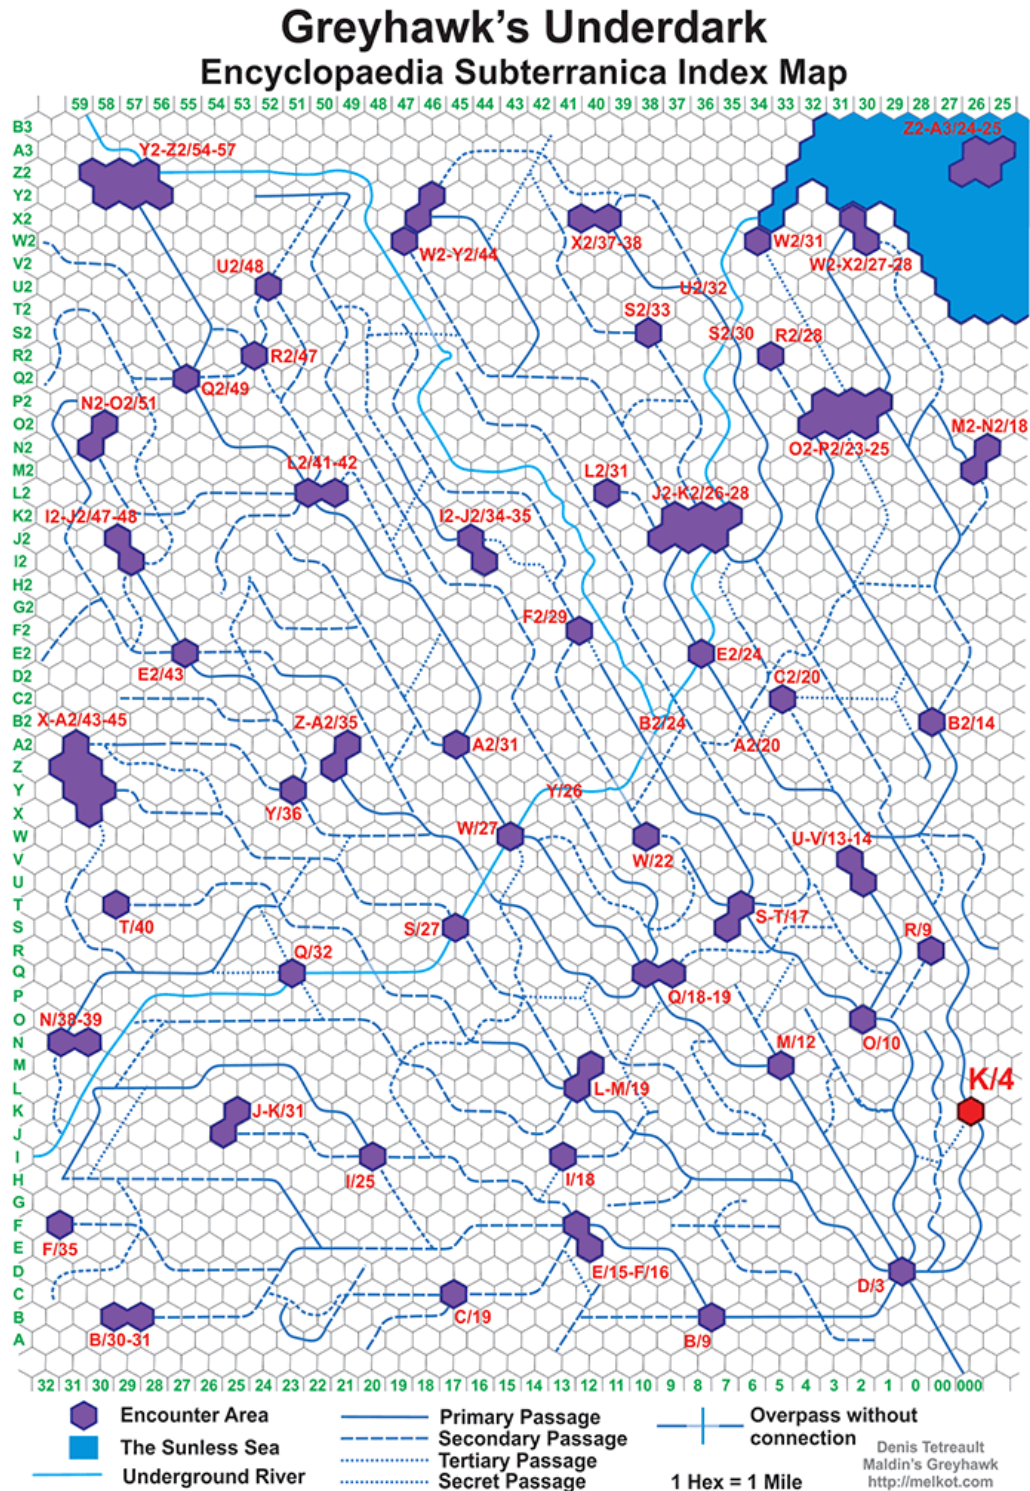 Greyhawk's Underdark
Encyclopaedia Subterranica Index Map
59 58 57 56 55 54 53 52 51 50 49 48 47 46 45 44 43 42 41 40 39 38 37 36 35 34 33 32 31 30 29 28 27 26 25
B3
Z2-A3/24-25
A3
Y2-Z2/54-57
Z2
Y2
X2
W2
W2-Y2/44
X2/37-38
W2/31
V2
U2/48
W2-X2/27-28
U2
U2/32
T2
S2/33
S2
S2/30
R2/28
R2
R2/47
Q2
Q2/49
P2
N2-O2/51
O2
M2-N2/18
N2
O2-P2/23-25
M2
L2/41-42
L2/31
L2
J2-K2/26-28
K2
I2-J2/47-48
I2-J2/34-35
J2
I2
H2
G2
F2/29
F2
E2
E2/24
D2
E2/43
C2/20
C2
B2
X-A2/43-45
Z-A2/35
B2/24
B2/14
A2
A2/31
A2/20
Z
Y
Y/26
X
Y/36
W
W/27
U-V/13-14
V
W/22
U
T
S-T/17
S
T/40
S/27
R/9
R
Q/32
Q
P
Q/18-19
O
N/38-39
N
O/10
M/12
M
L-M/19
K/4
L
K
J-K/31
J
I
H
I/25
I/18
G
F
E
F/35
E/15-F/16
D
D/3
C
B
C/19
A
B/30-31
B/9
32 31 30 29 28 27 26 25 24 23 22 21 20 19 18 17 16 15 14 13 12 11 10 9 8 7 6 5 4 3 2 1 0 00 000
Encounter Area
The Sunless Sea
Underground River
Primary Passage
Secondary Passage
Tertiary Passage
Secret Passage
Overpass without
connection
1 Hex = 1 Mile
Denis Tetreault
Maldin's Greyhawk
http://melkot.com